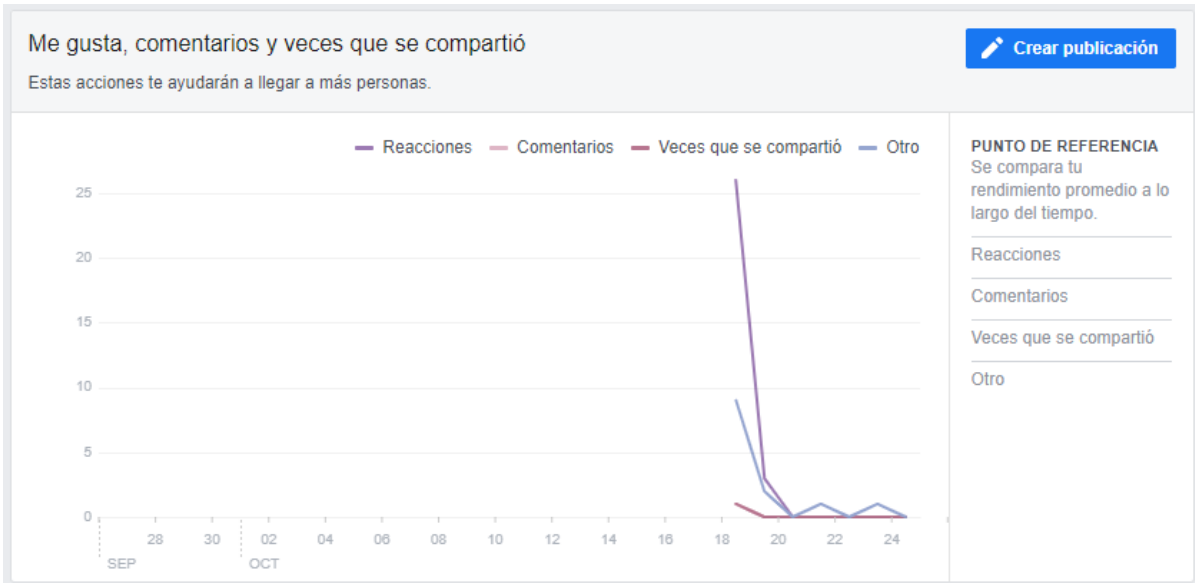 Me gusta, comentarios y veces que se compartió
Crear publicación
Estas acciones te ayudarán a llegar a más personas.
Reacciones Comentarios Veces que se compartió Otro
25
20
15
10
5
0
28 30 02 04 06 08 10 12 14 16 18 20 22 24
SEP OCT
PUNTO DE REFERENCIA
Se compara tu
rendimiento promedio a lo
largo del tiempo.
Reacciones
Comentarios
Veces que se compartió
Otro